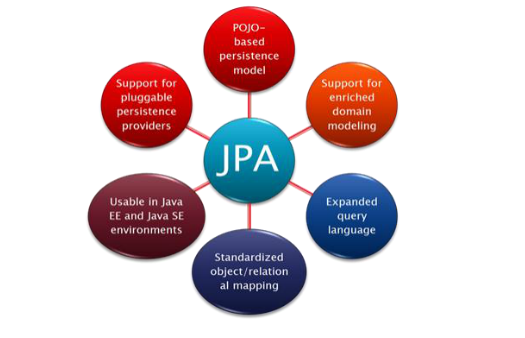 POJO-
based
persistence
model
Support for
pluggable
persistence
providers
Support for
enriched
domain
modeling
JPA
Usable in Java
EE and Java SE
environments
Expanded
query
language
Standardized
object/relation
al mapping